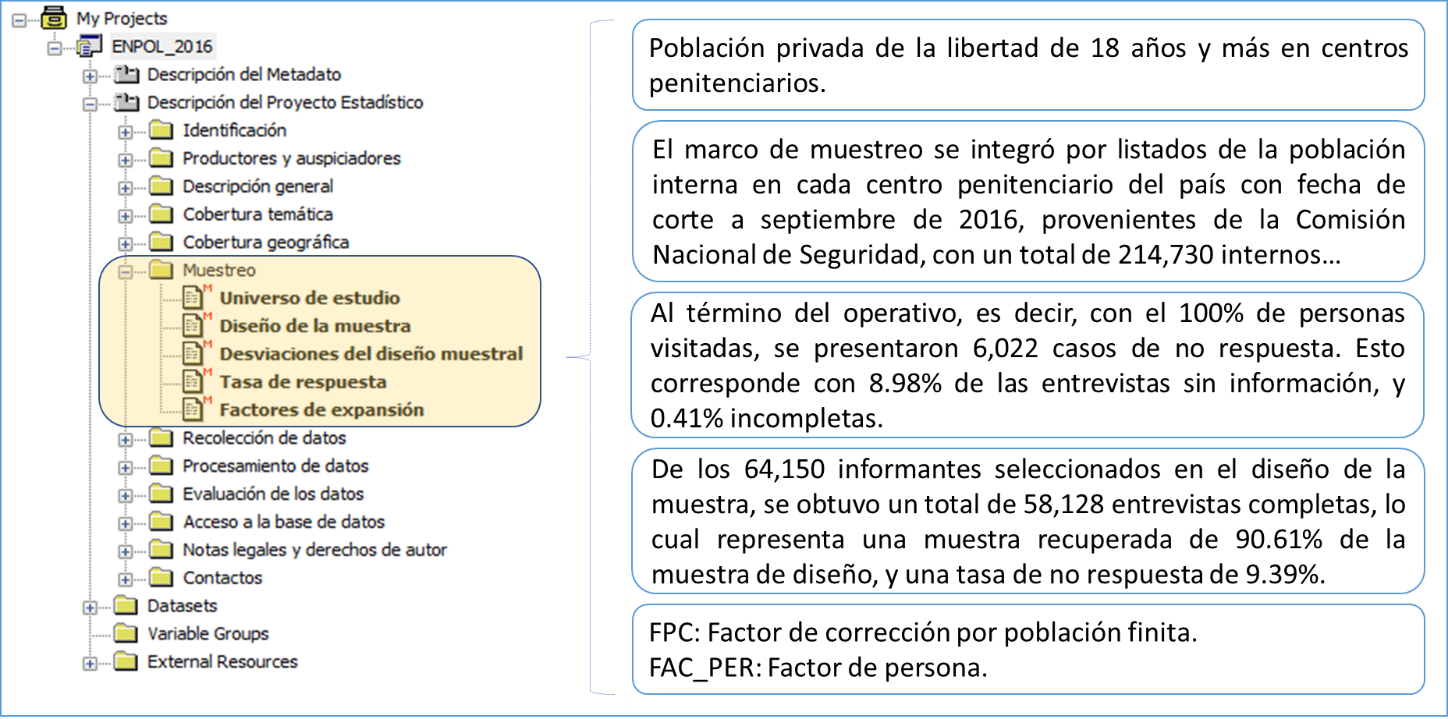 My Projects
ENPOL_2016
Descripción del Metadato
Descripción del Proyecto Estadístico
Identificación
Productores y auspiciadores
Descripción general
Cobertura temática
Cobertura geográfica
Muestreo
M Universo de estudio
M Diseño de la muestra
M Desviaciones del diseño muestral
M Tasa de respuesta
M Factores de expansión
Recolección de datos
Procesamiento de datos
Evaluación de los datos
Acceso a la base de datos
Notas legales y derechos de autor
Contactos
Datasets
Variable Groups
External Resources
Población privada de la libertad de 18 años y más en centros
penitenciarios.
El marco de muestreo se integró por listados de la población
interna en cada centro penitenciario del país con fecha de
corte a septiembre de 2016, provenientes de la Comisión
Nacional de Seguridad, con un total de 214,730 internos…
Al término del operativo, es decir, con el 100% de personas
visitadas, se presentaron 6,022 casos de no respuesta. Esto
corresponde con 8.98% de las entrevistas sin información, y
0.41% incompletas.
De los 64,150 informantes seleccionados en el diseño de la
muestra, se obtuvo un total de 58,128 entrevistas completas, lo
cual representa una muestra recuperada de 90.61% de la
muestra de diseño, y una tasa de no respuesta de 9.39%.
FPC: Factor de corrección por población finita.
FAC_PER: Factor de persona.